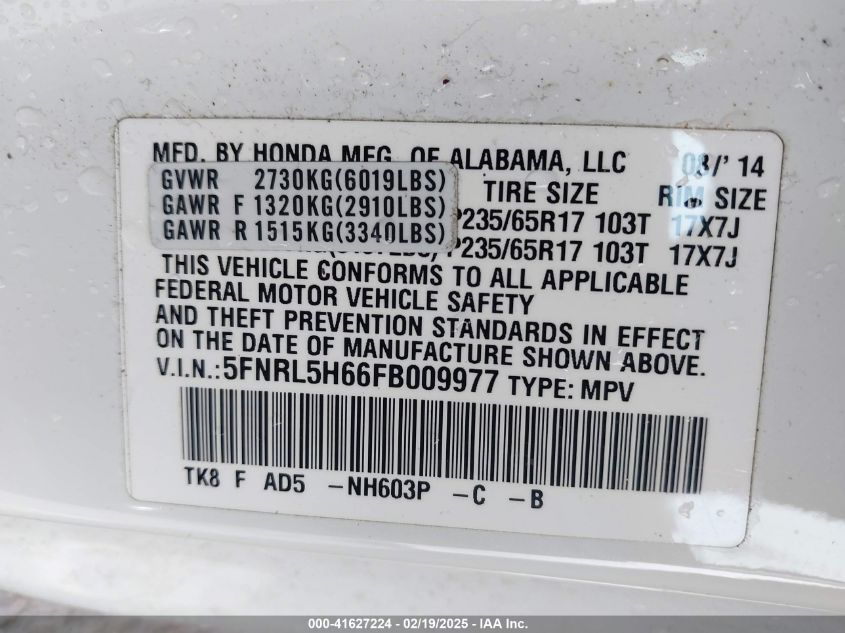 MFD. BY HONDA MFG. OF ALABAMA, LLC 08/'14
GVWR 2730KG(6019LBS)
TIRE SIZE RIM SIZE
GAWR F 1320KG(2910LBS) P235/65R17 103T 17X7J
GAWR R 1515KG(3340LBS) P235/65R17 103T 17X7J
THIS VEHICLE CONFORMS TO ALL APPLICABLE
FEDERAL MOTOR VEHICLE SAFETY
AND THEFT PREVENTION STANDARDS IN EFFECT
ON THE DATE OF MANUFACTURE SHOWN ABOVE.
V.I.N.:5FNRL5H66FB009977 TYPE: MPV
TK8 F AD5 -NH603P -C -B
000-41627224 - 02/19/2025 - IAA Inc.